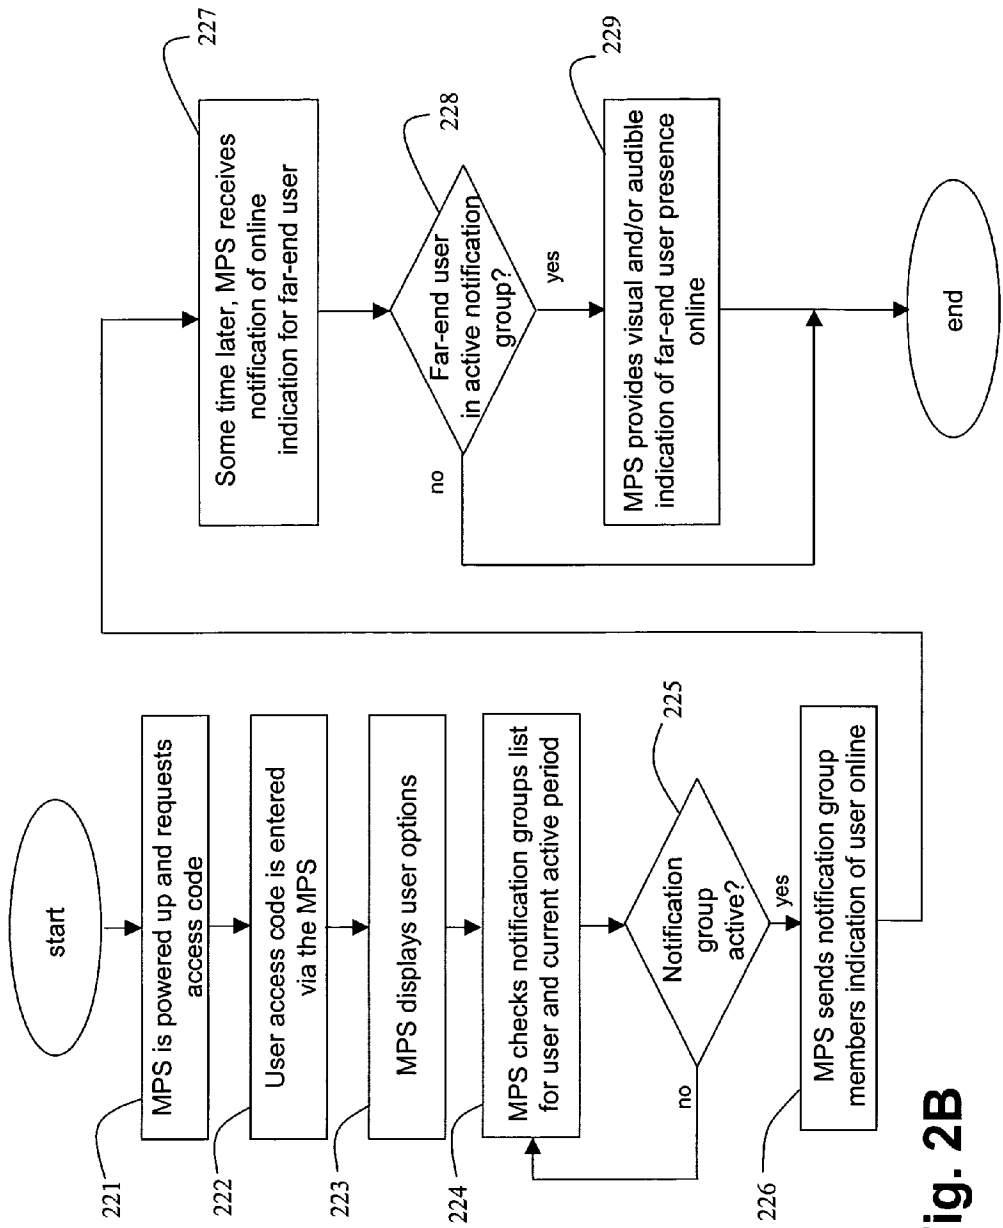 start
221
MPS is powered up and requests
access code
222
User access code is entered
via the MPS
223
MPS displays user options
224
MPS checks notification groups list
for user and current active period
225
Notification
group
active?
no
yes
226
MPS sends notification group
members indication of user online
227
Some time later, MPS receives
notification of online
indication for far-end user
228
Far-end user
in active notification
group?
no
yes
229
MPS provides visual and/or audible
indication of far-end user presence
online
end
ig. 2B